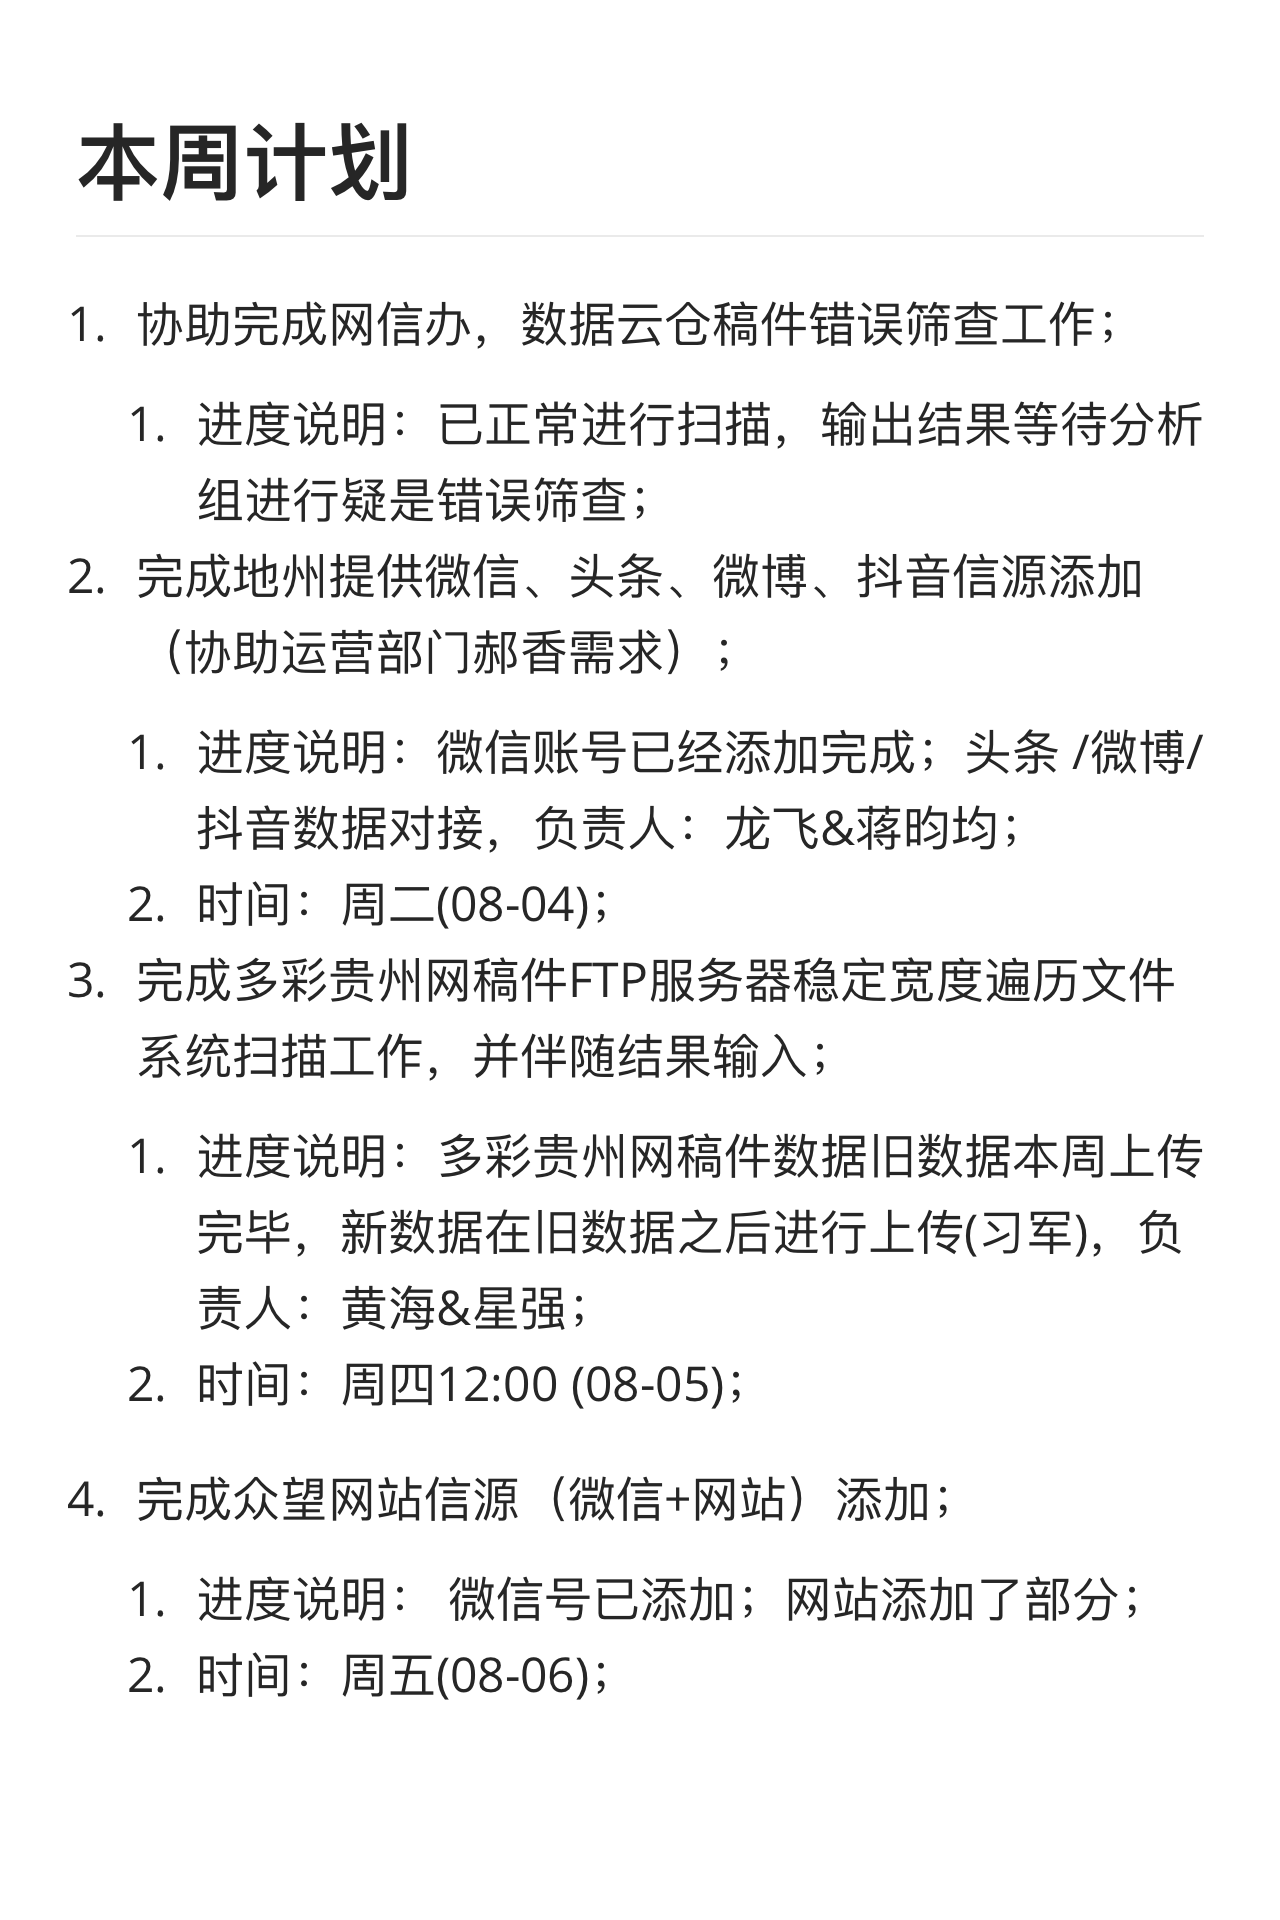 本周计划
1. 协助完成网信办，数据云仓稿件错误筛查工作；
1. 进度说明：已正常进行扫描，输出结果等待分析
组进行疑是错误筛查；
2. 完成地州提供微信、头条、微博、抖音信源添加
（协助运营部门郝香需求）；
1. 进度说明：微信账号已经添加完成；头条 /微博/
抖音数据对接，负责人：龙飞&蒋昀均；
2. 时间：周二(08-04)；
3. 完成多彩贵州网稿件FTP服务器稳定宽度遍历文件
系统扫描工作，并伴随结果输入；
1. 进度说明：多彩贵州网稿件数据旧数据本周上传
完毕，新数据在旧数据之后进行上传(习军)，负
责人：黄海&星强；
2. 时间：周四12:00 (08-05)；
4. 完成众望网站信源（微信+网站）添加；
1. 进度说明： 微信号已添加；网站添加了部分；
2. 时间：周五(08-06)；